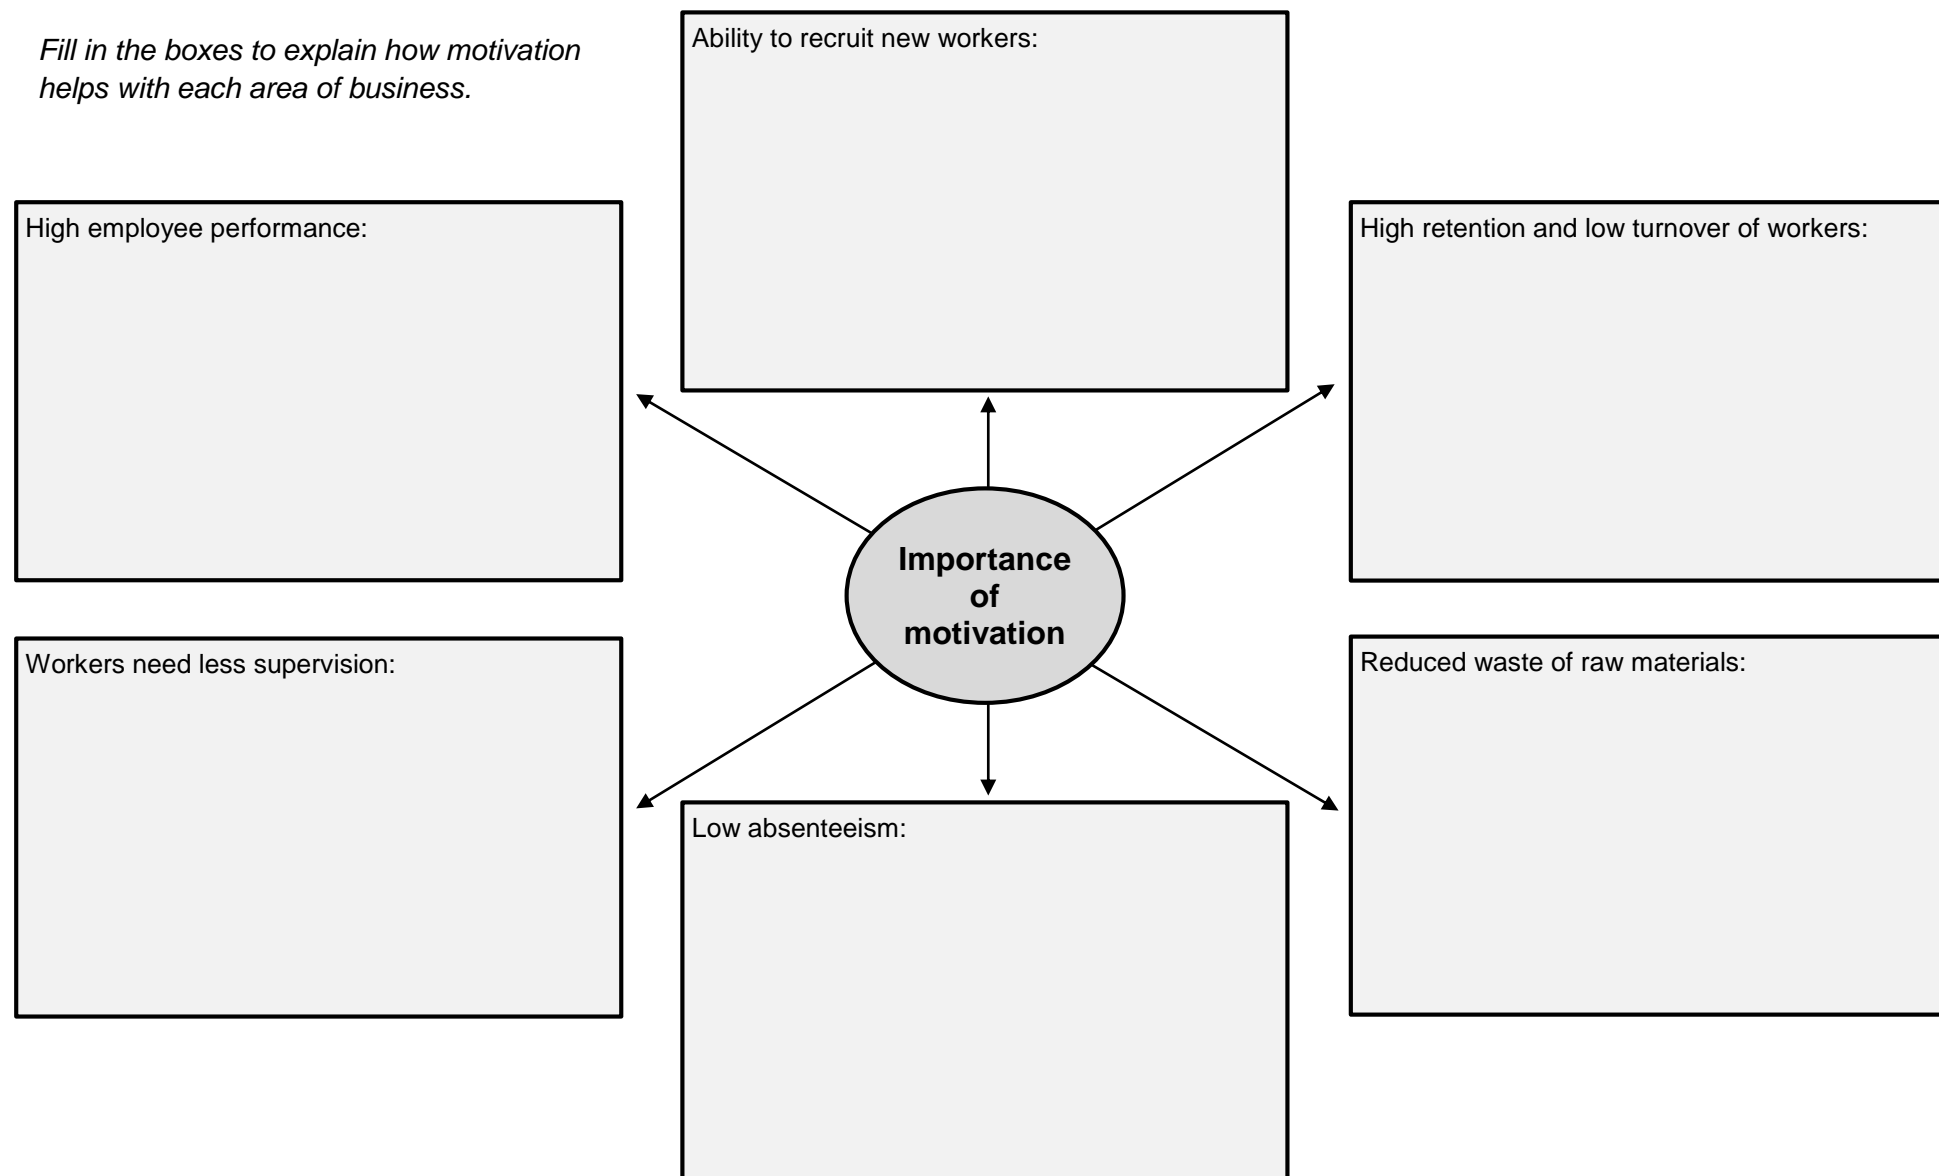 Fill in the boxes to explain how motivation
helps with each area of business.
Ability to recruit new workers:
High employee performance:
High retention and low turnover of workers:
Importance
of
motivation
Workers need less supervision:
Reduced waste of raw materials:
Low absenteeism: